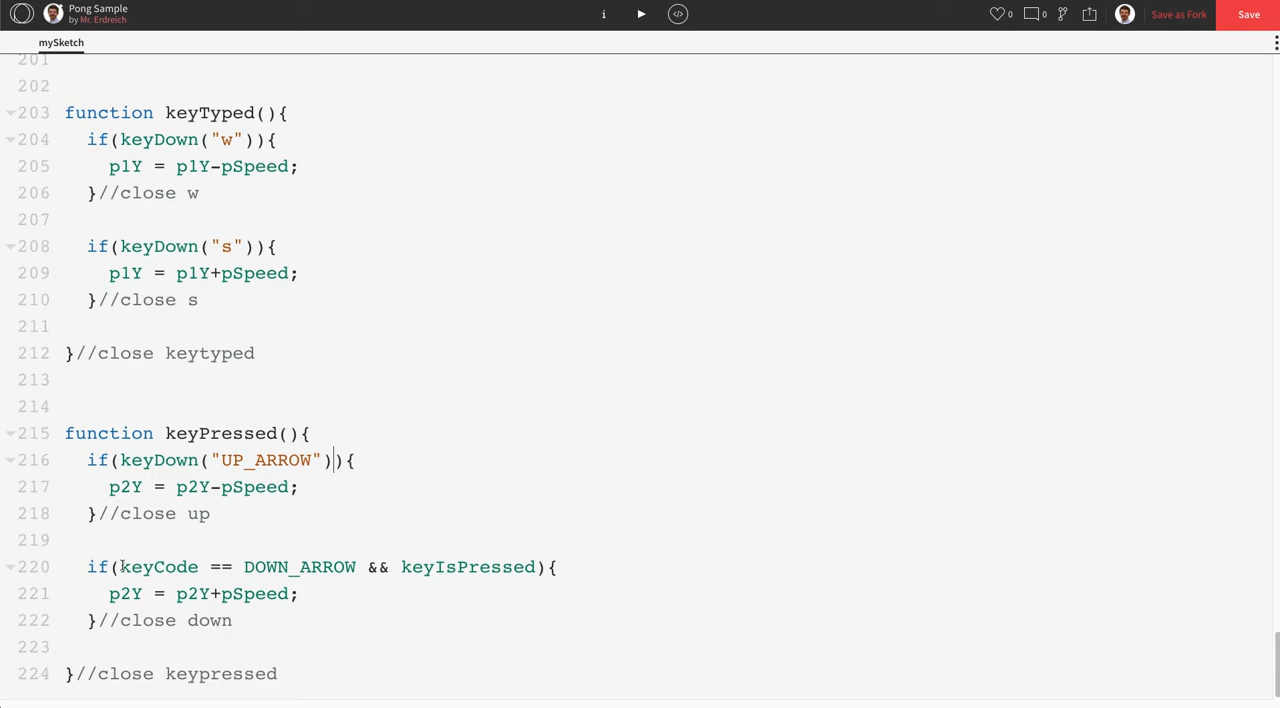 Pong Sample
by Mr. Erdreich
i
0
0
Save as Fork
Save
mySketch
201
202
203 function keyTyped(){
204 if(keyDown("w")){
205 p1Y = p1Y-pSpeed;
206 }//close w
207
208 if(keyDown("s")){
209 p1Y = p1Y+pSpeed;
210 }//close s
211
212 }//close keytyped
213
214
215 function keyPressed(){
216 if(keyDown("UP_ARROW")){
217 p2Y = p2Y-pSpeed;
218 }//close up
219
220 if(keyCode == DOWN_ARROW && keyIsPressed){
221 p2Y = p2Y+pSpeed;
222 }//close down
223
224 }//close keypressed